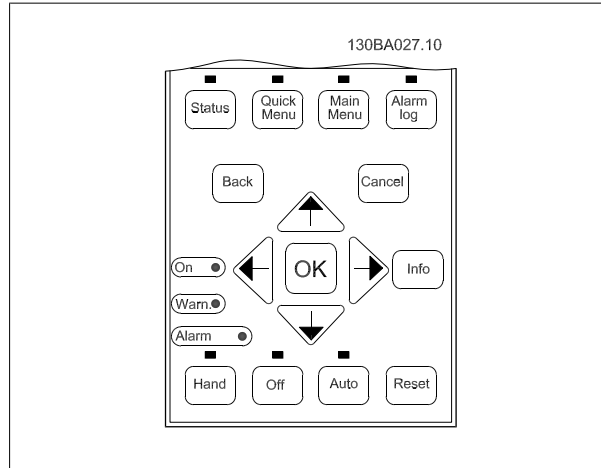 130BA027.10
Status
Quick
Menu
Main
Menu
Alarm
log
Back
Cancel
OK
Info
On
Warn.
Alarm
Hand
Off
Auto
Reset